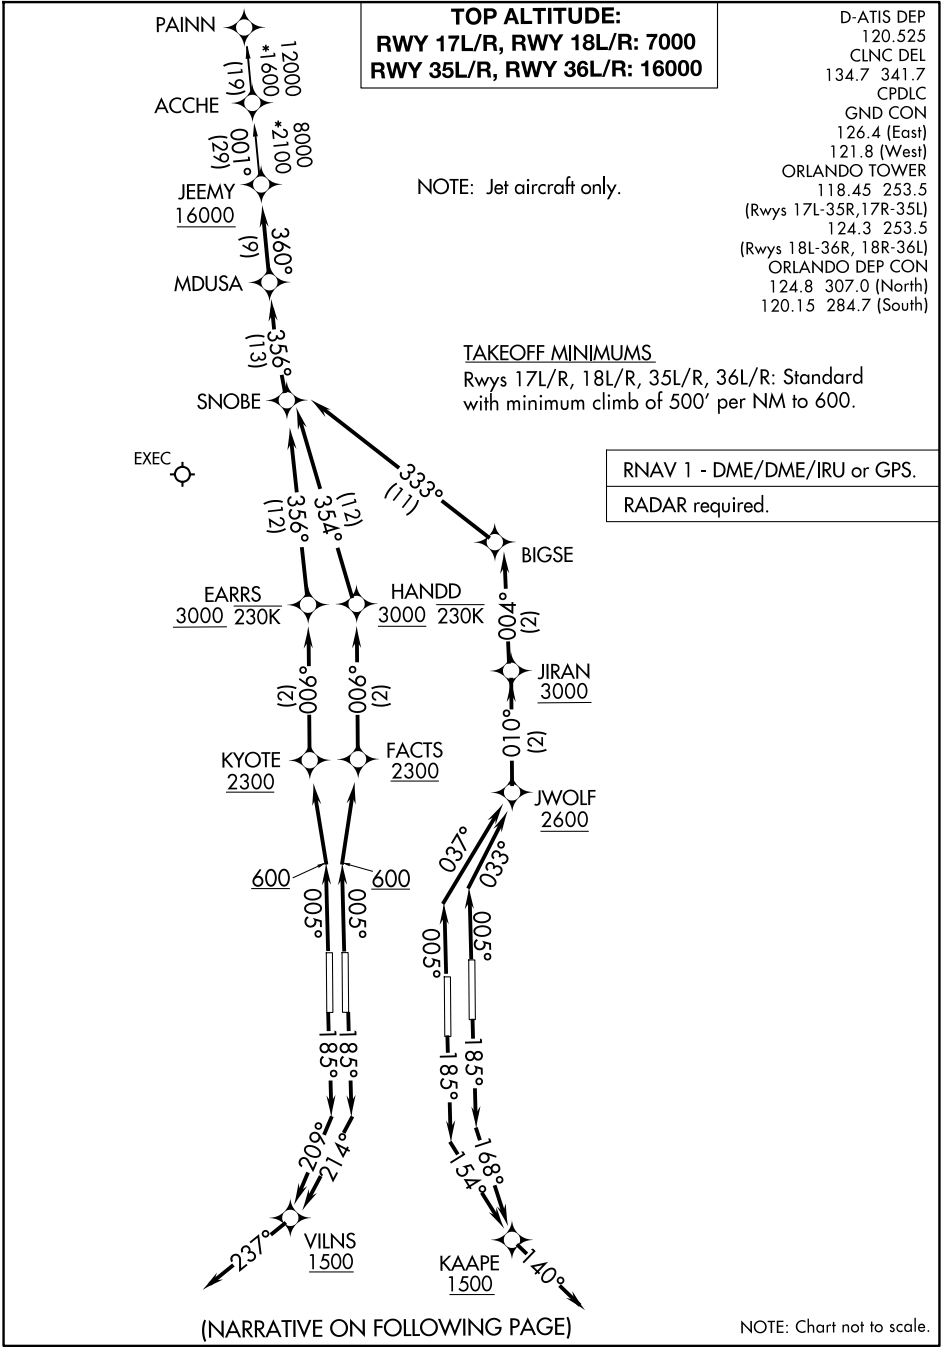 TOP ALTITUDE:
RWY 17L/R, RWY 18L/R: 7000
RWY 35L/R, RWY 36L/R: 16000
D-ATIS DEP
120.525
CLNC DEL
134.7 341.7
CPDLC
GND CON
126.4 (East)
121.8 (West)
ORLANDO TOWER
118.45 253.5
(Rwys 17L-35R,17R-35L)
124.3 253.5
(Rwys 18L-36R, 18R-36L)
ORLANDO DEP CON
124.8 307.0 (North)
120.15 284.7 (South)
NOTE: Jet aircraft only.
TAKEOFF MINIMUMS
Rwys 17L/R, 18L/R, 35L/R, 36L/R: Standard
with minimum climb of 500' per NM to 600.
RNAV 1 - DME/DME/IRU or GPS.
RADAR required.
PAINN
12000
*1600
(19)
ACCHE
8000
*2100
001°
(29)
JEEMY
16000
360°
(9)
MDUSA
356°
(13)
SNOBE
EXEC
333°
(11)
356°
(12)
354°
(12)
BIGSE
EARRS
3000 230K
HANDD
3000 230K
004°
(2)
JIRAN
3000
006°
(2)
006°
(2)
010°
(2)
KYOTE
2300
FACTS
2300
JWOLF
2600
037°
033°
600
600
005°
005°
005°
005°
185°
185°
185°
185°
209°
214°
154°
168°
VILNS
1500
237°
KAAPE
1500
140°
(NARRATIVE ON FOLLOWING PAGE)
NOTE: Chart not to scale.